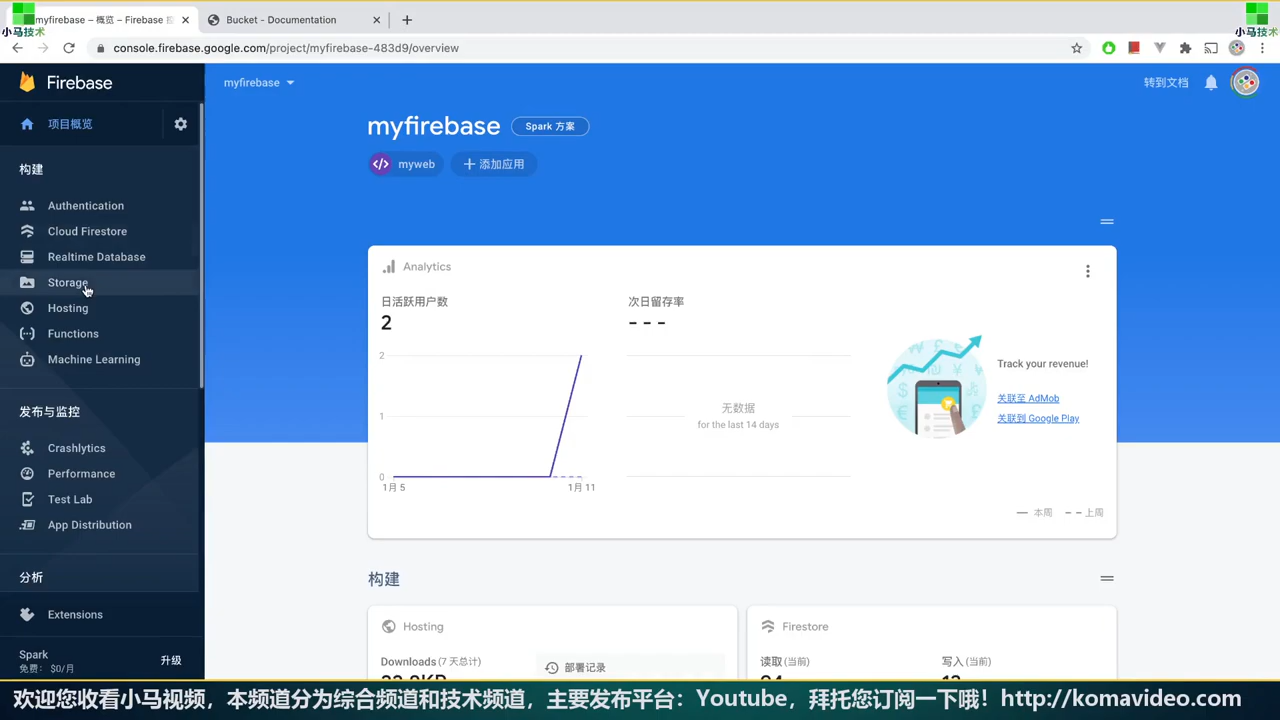 myfirebase – 概览 – Firebase
Bucket - Documentation
小马技术
小马技术
console.firebase.google.com/project/myfirebase-483d9/overview
Firebase
myfirebase
转到文档
项目概览
myfirebase
Spark 方案
myweb
添加应用
构建
Authentication
Cloud Firestore
Realtime Database
Storage
Hosting
Functions
Machine Learning
发布与监控
Crashlytics
Performance
Test Lab
App Distribution
分析
Extensions
Spark
免费: $0/月
升级
Analytics
日活跃用户数
2
次日留存率
- - -
2
1
0
1月 5
1月 11
无数据
for the last 14 days
Track your revenue!
关联至 AdMob
关联到 Google Play
本周
上周
构建
Hosting
Downloads (7 天总计)
部署记录
Firestore
读取 (当前)
写入 (当前)
欢迎您收看小马视频，本频道分为综合频道和技术频道，主要发布平台：Youtube，拜托您订阅一下哦！http://komavideo.com